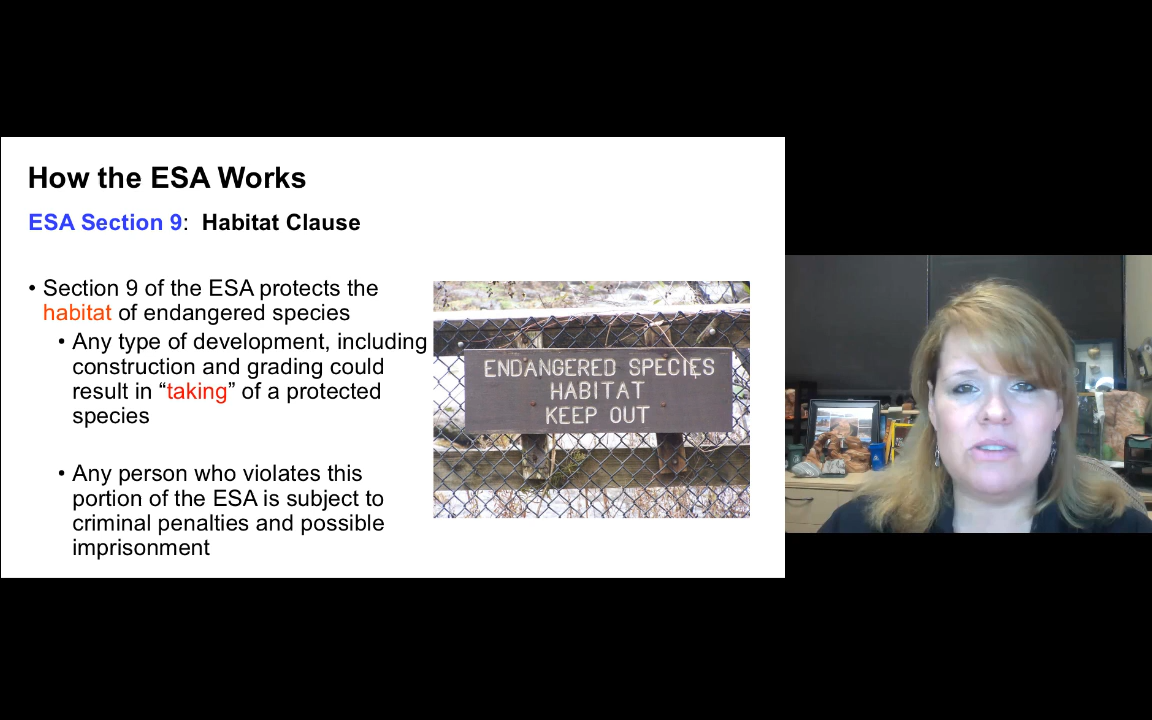 How the ESA Works
ESA Section 9:  Habitat Clause
• Section 9 of the ESA protects the
habitat of endangered species
• Any type of development, including
construction and grading could
result in “taking” of a protected
species
• Any person who violates this
portion of the ESA is subject to
criminal penalties and possible
imprisonment
ENDANGERED SPECIES
HABITAT
KEEP OUT